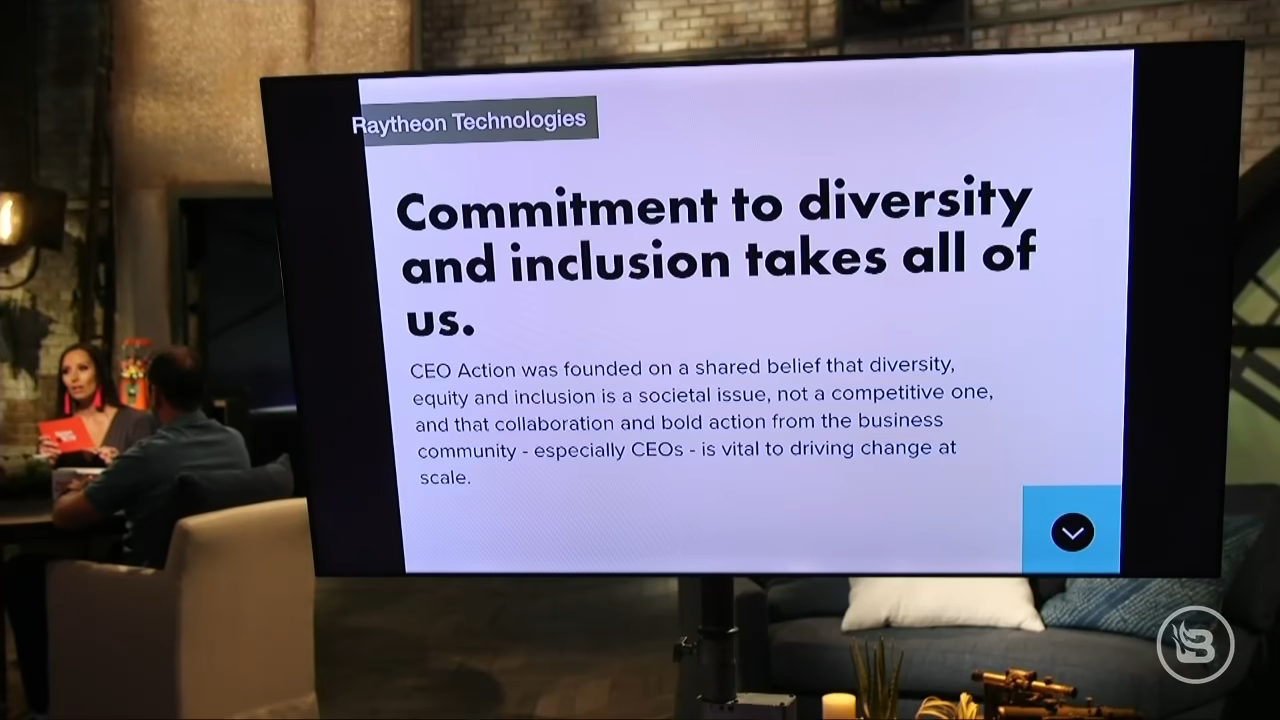 Raytheon Technologies
Commitment to diversity
and inclusion takes all of
us.
CEO Action was founded on a shared belief that diversity,
equity and inclusion is a societal issue, not a competitive one,
and that collaboration and bold action from the business
community - especially CEOs - is vital to driving change at
scale.
B